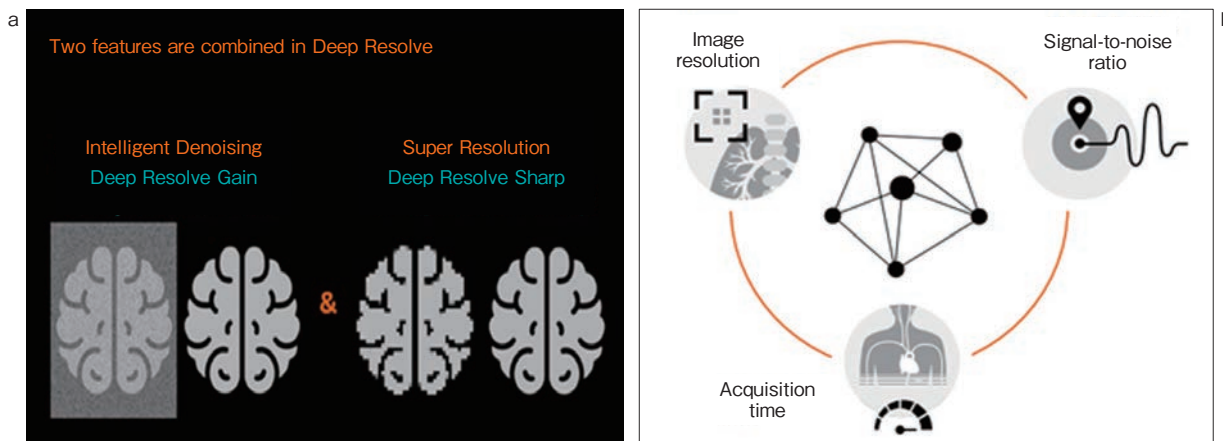 a
Two features are combined in Deep Resolve
Intelligent Denoising
Deep Resolve Gain
Super Resolution
Deep Resolve Sharp
&
Image
resolution
Signal-to-noise
ratio
Acquisition
time